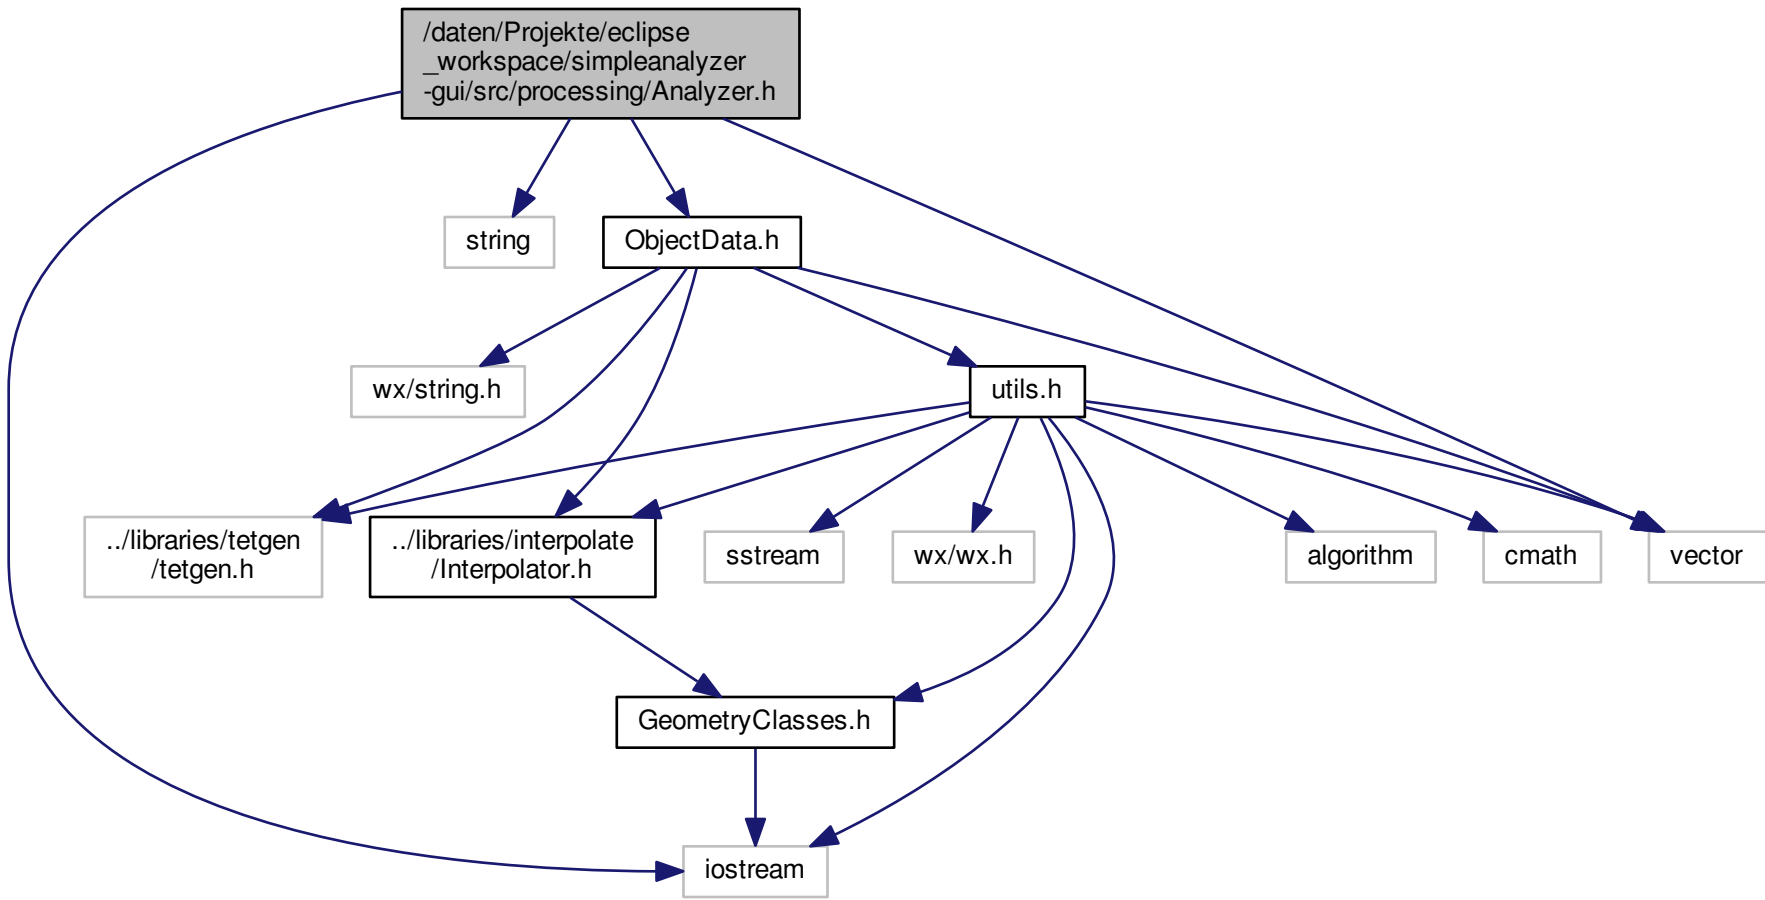 /daten/Projekte/eclipse
_workspace/simpleanalyzer
-gui/src/processing/Analyzer.h
string
ObjectData.h
wx/string.h
utils.h
../libraries/tetgen
/tetgen.h
../libraries/interpolate
/Interpolator.h
sstream
wx/wx.h
algorithm
cmath
vector
GeometryClasses.h
iostream